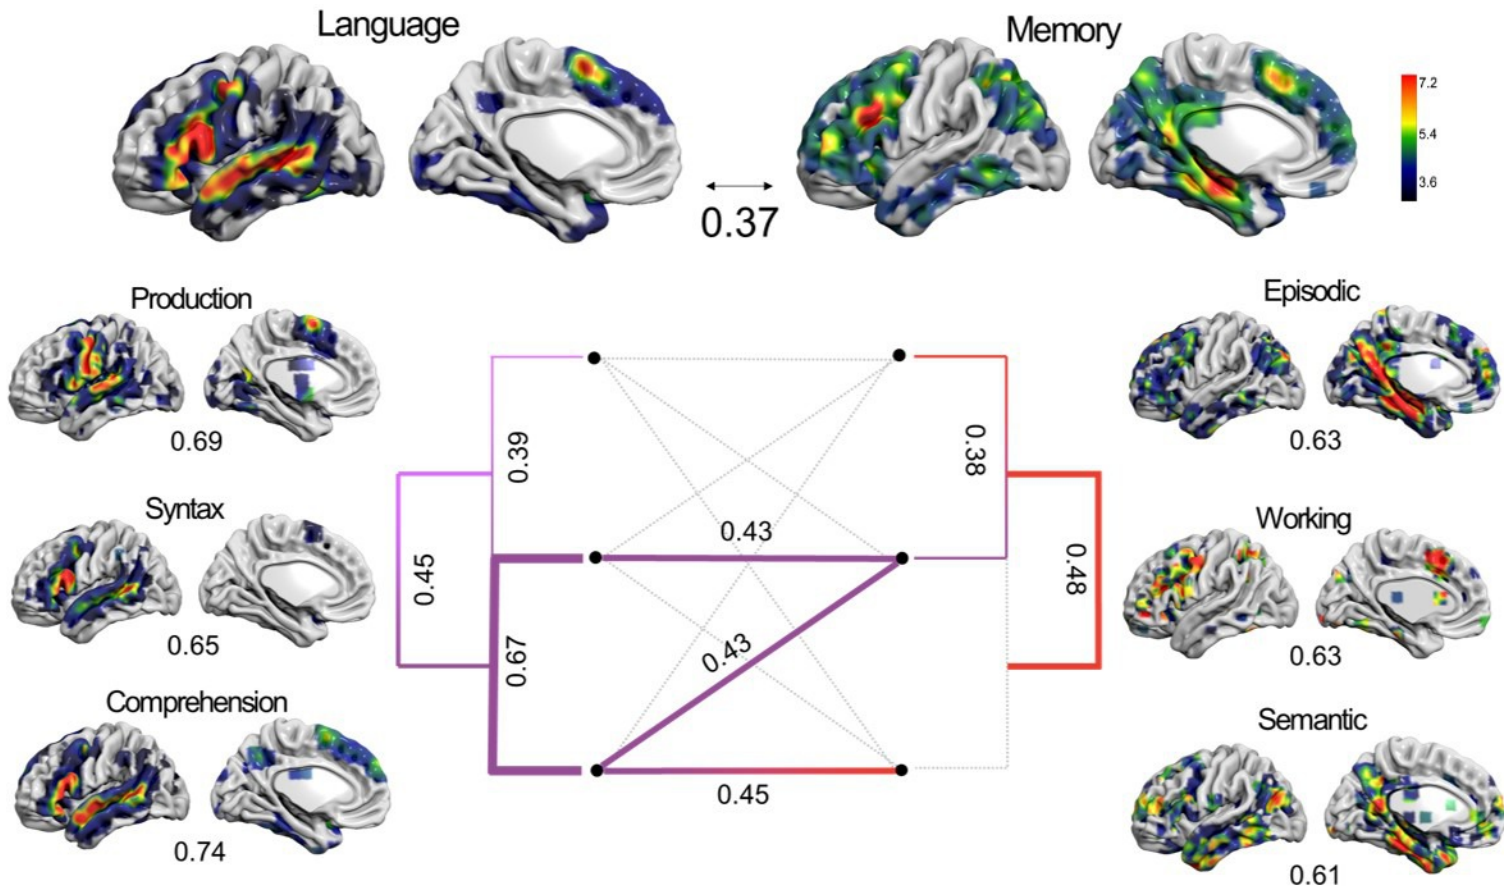 Language
Memory
7.2
5.4
3.6
0.37
Production
0.69
Syntax
0.65
Comprehension
0.74
0.39
0.45
0.67
0.43
0.43
0.45
0.38
0.48
Episodic
0.63
Working
0.63
Semantic
0.61